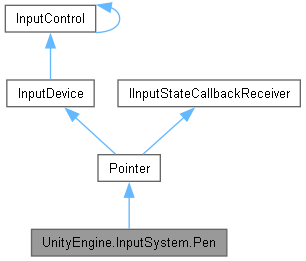 InputControl
InputDevice
IInputStateCallbackReceiver
Pointer
UnityEngine.InputSystem.Pen